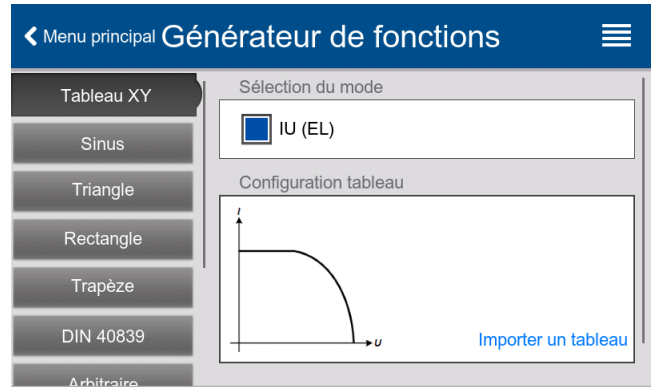 Menu principal Générateur de fonctions
Tableau XY
Sinus
Triangle
Rectangle
Trapèze
DIN 40839
Arbitraire
Sélection du mode
IU (EL)
Configuration tableau
I
U
Importer un tableau